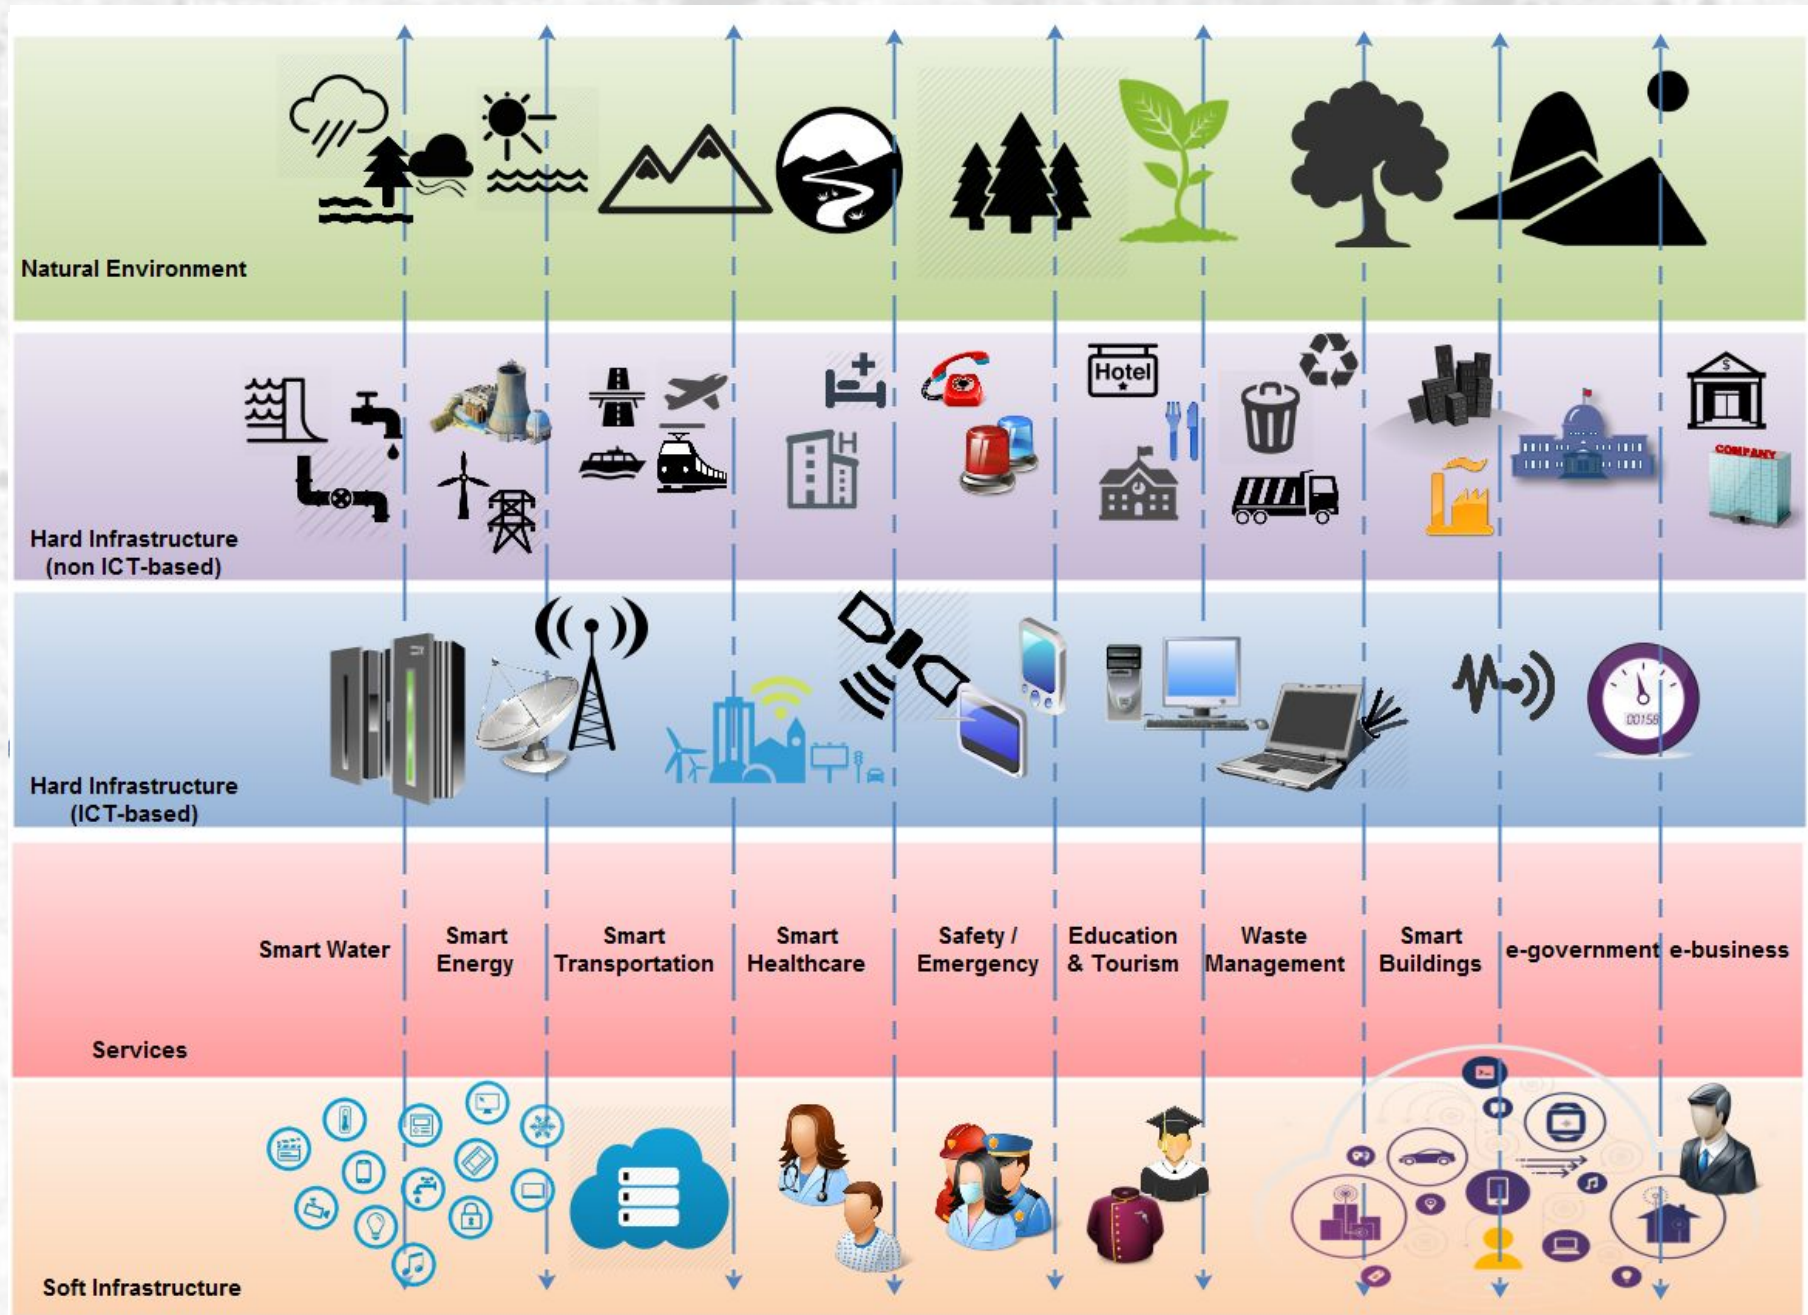 Natural Environment
Hotel
H
$
COMPANY
Hard Infrastructure
(non ICT-based)
00158
Hard Infrastructure
(ICT-based)
Smart Water
Smart
Energy
Smart
Transportation
Smart
Healthcare
Safety /
Emergency
Education
& Tourism
Waste
Management
Smart
Buildings
e-government
e-business
Services
Soft Infrastructure